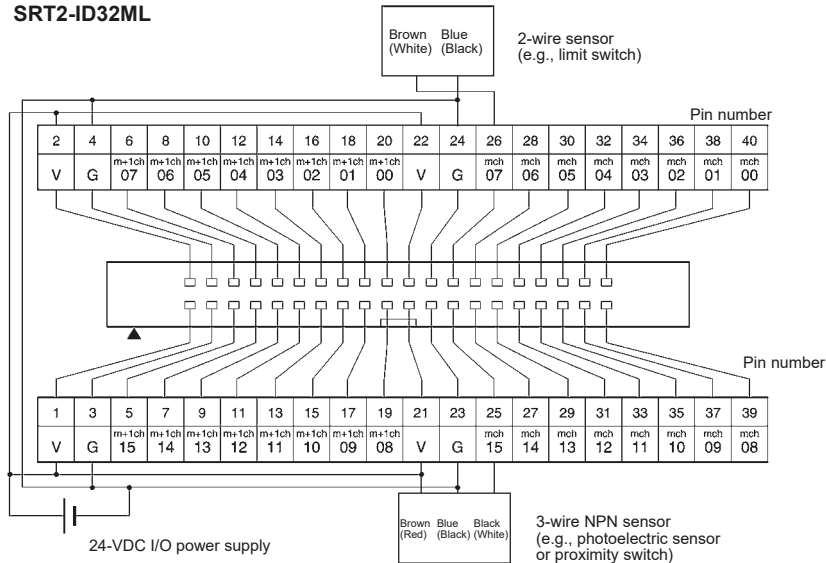 SRT2-ID32ML
Brown Blue
(White) (Black)
2-wire sensor
(e.g., limit switch)
Pin number
2 4 6 8 10 12 14 16 18 20 22 24 26 28 30 32 34 36 38 40
m+1ch m+1ch m+1ch m+1ch m+1ch m+1ch m+1ch m+1ch mch mch mch mch mch mch mch mch
V G 07 06 05 04 03 02 01 00 V G 07 06 05 04 03 02 01 00
Pin number
1 3 5 7 9 11 13 15 17 19 21 23 25 27 29 31 33 35 37 39
m+1ch m+1ch m+1ch m+1ch m+1ch m+1ch m+1ch m+1ch mch mch mch mch mch mch mch mch
V G 15 14 13 12 11 10 09 08 V G 15 14 13 12 11 10 09 08
Brown Blue Black
(Red) (Black) (White)
3-wire NPN sensor
(e.g., photoelectric sensor
or proximity switch)
24-VDC I/O power supply